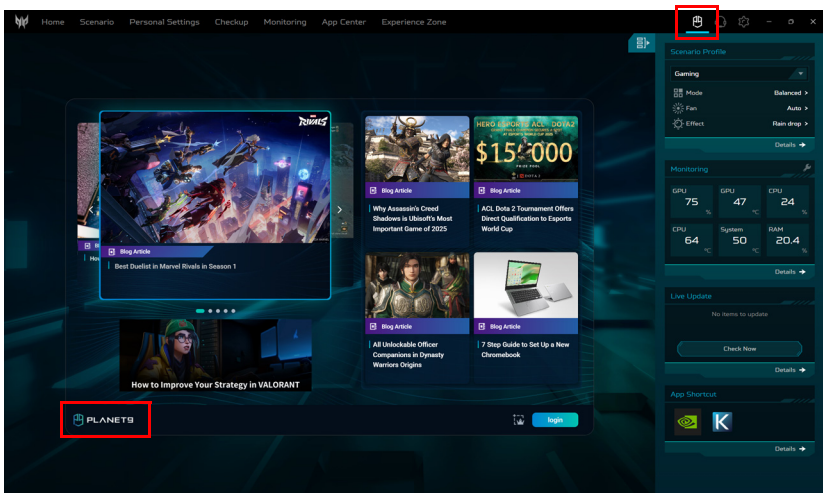 Home Scenario Personal Settings Checkup Monitoring App Center Experience Zone
RIVALS
Blog Article
Best Duelist in Marvel Rivals in Season 1
How to Improve Your Strategy in VALORANT
Blog Article
Why Assassin's Creed
Shadows is Ubisoft's Most
Important Game of 2025
HERO ESPORTS ACL DOTA2
PRIZE POOL
Blog Article
ACL Dota 2 Tournament Offers
Direct Qualification to Esports
World Cup
Blog Article
All Unlockable Officer
Companions in Dynasty
Warriors Origins
Blog Article
7 Step Guide to Set Up a New
Chromebook
PLANET9
login
Scenario Profile
Gaming
Mode Balanced >
Fan Auto >
Effect Rain drop >
Details →
Monitoring
GPU 75 %
GPU 47 °C
CPU 24 %
CPU 64 °C
System 50 °C
RAM 20.4 %
Details →
Live Update
No items to update
Check Now
Details →
App Shortcut
K
Details →